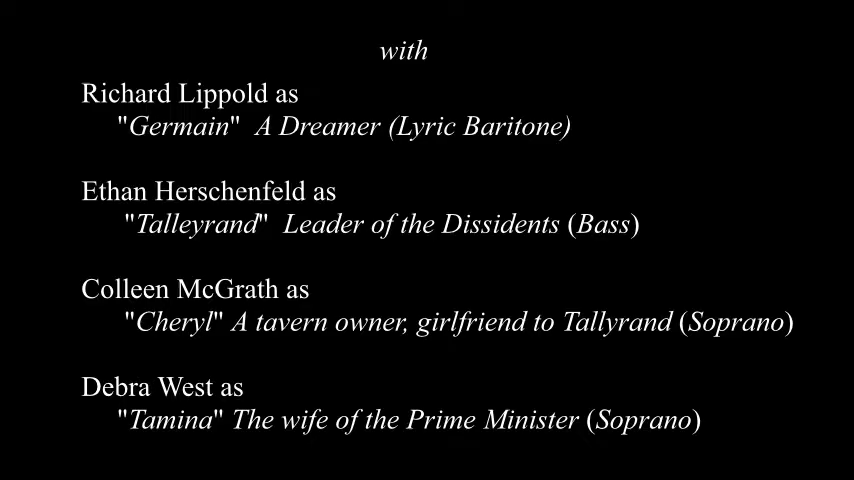 with
Richard Lippold as
"Germain" A Dreamer (Lyric Baritone)
Ethan Herschenfeld as
"Talleyrand" Leader of the Dissidents (Bass)
Colleen McGrath as
"Cheryl" A tavern owner, girlfriend to Tallyrand (Soprano)
Debra West as
"Tamina" The wife of the Prime Minister (Soprano)